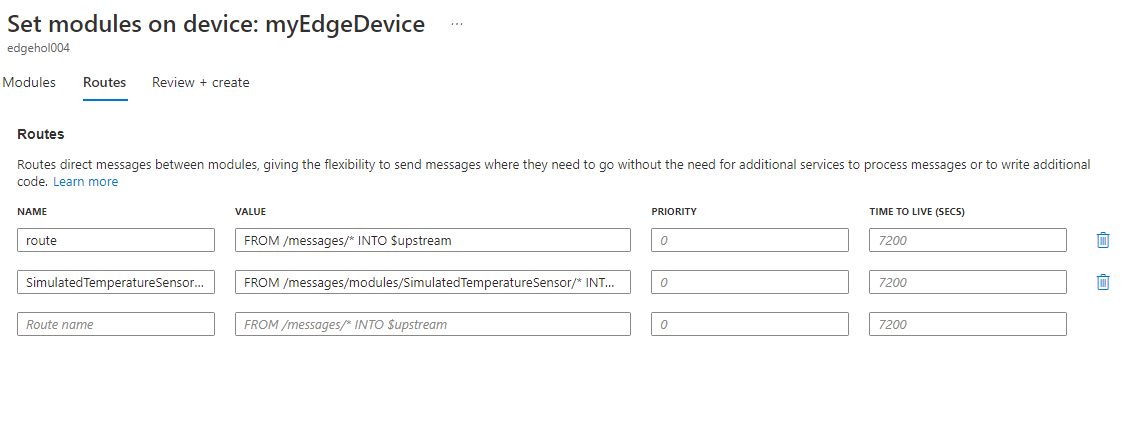 Set modules on device: myEdgeDevice ...
edgehol004
Modules Routes Review + create
Routes
Routes direct messages between modules, giving the flexibility to send messages where they need to go without the need for additional services to process messages or to write additional
code. Learn more
NAME VALUE PRIORITY TIME TO LIVE (SECS)
route FROM /messages/* INTO $upstream 0 7200
SimulatedTemperatureSensor... FROM /messages/modules/SimulatedTemperatureSensor/* INT... 0 7200
Route name FROM /messages/* INTO $upstream 0 7200